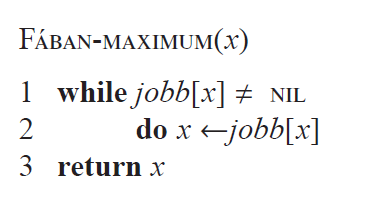 FÁBAN-MAXIMUM(x)
1 while jobb[x] ≠ NIL
2 do x ←jobb[x]
3 return x